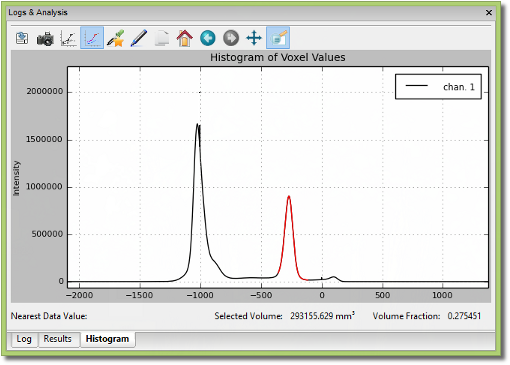 Logs & Analysis
Histogram of Voxel Values
chan. 1
Intensity
2000000
1500000
1000000
500000
0
−2000 −1500 −1000 −500 0 500 1000
Nearest Data Value: Selected Volume: 293155.629 mm³ Volume Fraction: 0.275451
Log Results Histogram